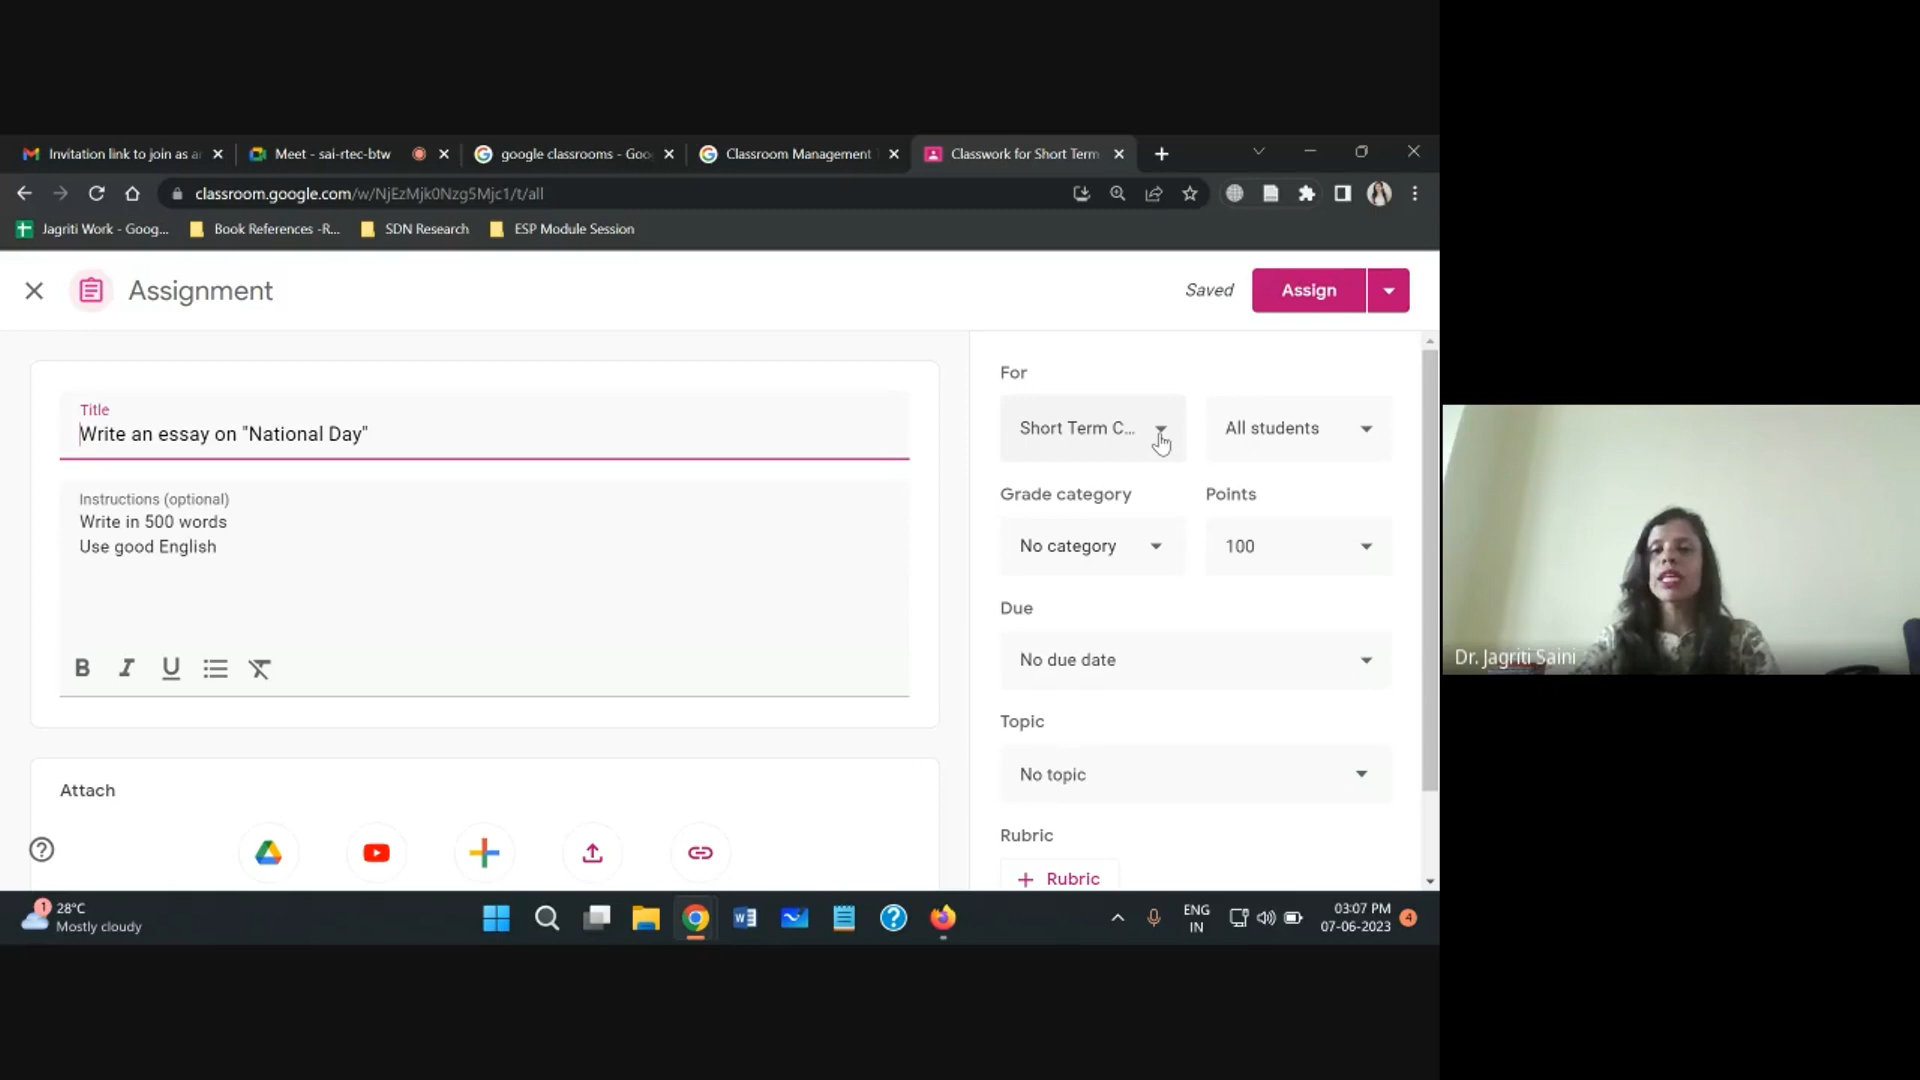 Invitation link to join as ar
Meet - sai-rtec-btw
google classrooms - Goo
Classroom Management
Classwork for Short Term
classroom.google.com/w/NjEzMjk0Nzg5Mjc1/t/all
Jagriti Work - Goog...
Book References -R...
SDN Research
ESP Module Session
Assignment
Saved
Assign
Title
Write an essay on "National Day"
Instructions (optional)
Write in 500 words
Use good English
B I U
Attach
For
Short Term C...
All students
Grade category
Points
No category
100
Due
No due date
Topic
No topic
Rubric
+ Rubric
Dr. Jagriti Saini
1
28°C
Mostly cloudy
ENG
IN
03:07 PM
07-06-2023
4